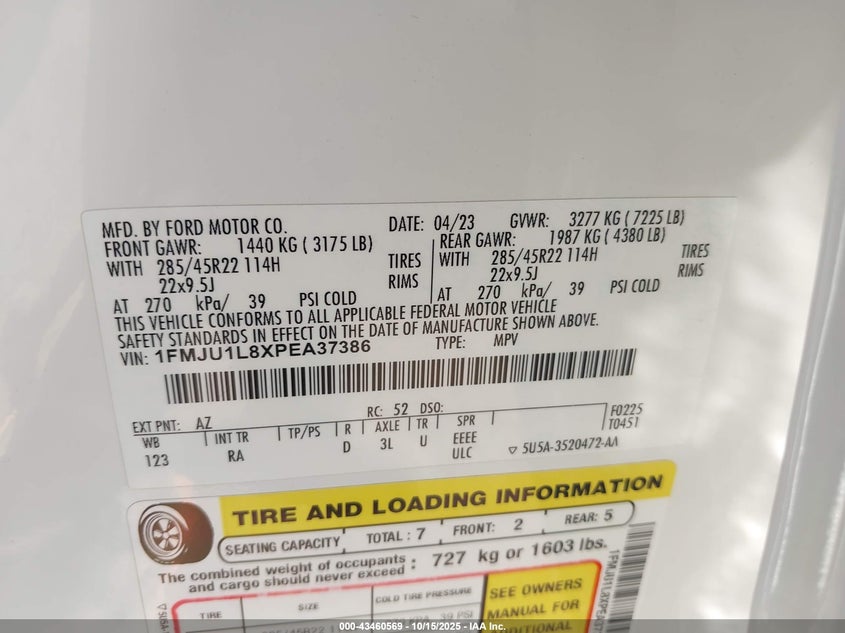 MFD. BY FORD MOTOR CO. DATE: 04/23 GVWR: 3277 KG ( 7225 LB)
FRONT GAWR: 1440 KG ( 3175 LB) REAR GAWR: 1987 KG ( 4380 LB)
WITH 285/45R22 114H TIRES WITH 285/45R22 114H TIRES
22x9.5J RIMS 22x9.5J RIMS
AT 270 kPa/ 39 PSI COLD AT 270 kPa/ 39 PSI COLD
THIS VEHICLE CONFORMS TO ALL APPLICABLE FEDERAL MOTOR VEHICLE
SAFETY STANDARDS IN EFFECT ON THE DATE OF MANUFACTURE SHOWN ABOVE.
VIN: 1FMJU1L8XPEA37386 TYPE: MPV
EXT PNT: AZ RC: 52 DSO: F0225
WB INT TR TP/PS R AXLE TR SPR T0451
123 RA D 3L U EEEE
ULC ▽ 5U5A-3520472-AA
TIRE AND LOADING INFORMATION
SEATING CAPACITY TOTAL : 7 FRONT: 2 REAR: 5
The combined weight of occupants
and cargo should never exceed : 727 kg or 1603 lbs.
TIRE SIZE COLD TIRE PRESSURE SEE OWNERS
39 PSI MANUAL FOR
ADDITIONAL
000-43460569 - 10/15/2025 - IAA Inc.